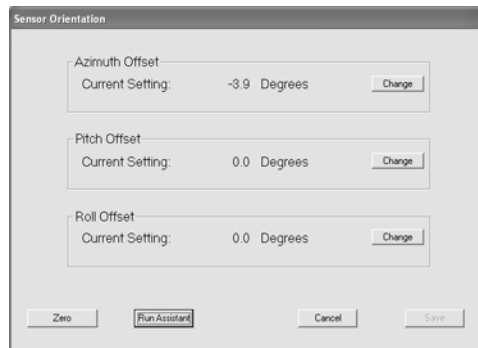 Sensor Orientation
Azimuth Offset
Current Setting: -3.9 Degrees Change
Pitch Offset
Current Setting: 0.0 Degrees Change
Roll Offset
Current Setting: 0.0 Degrees Change
Zero Run Assistant Cancel Save